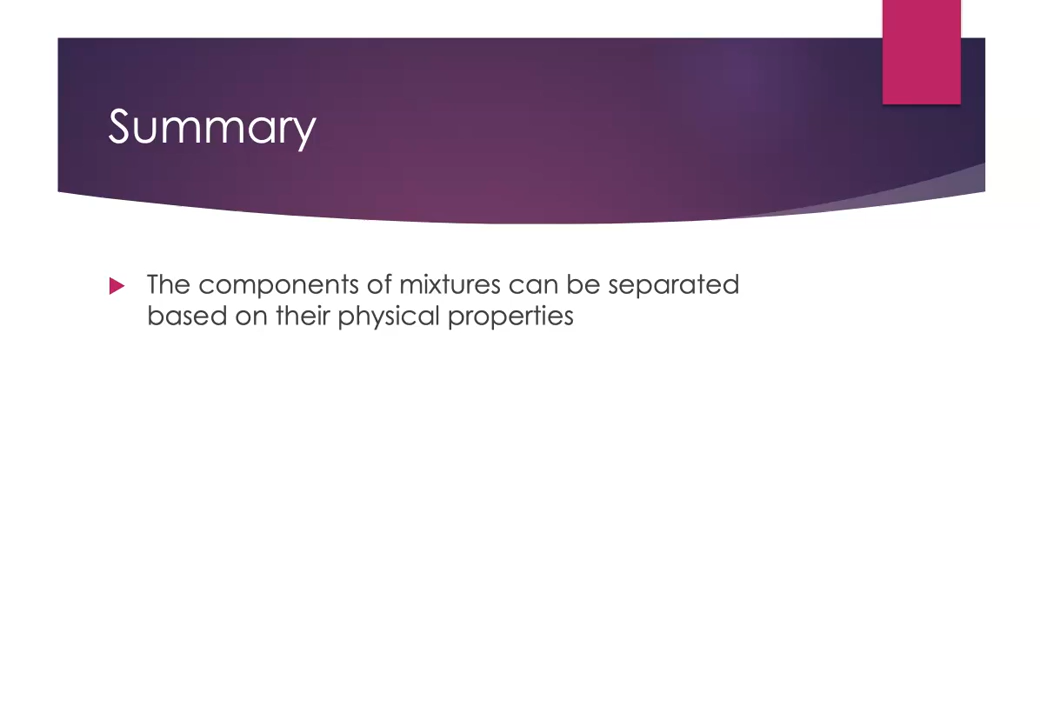 Summary
The components of mixtures can be separated
based on their physical properties